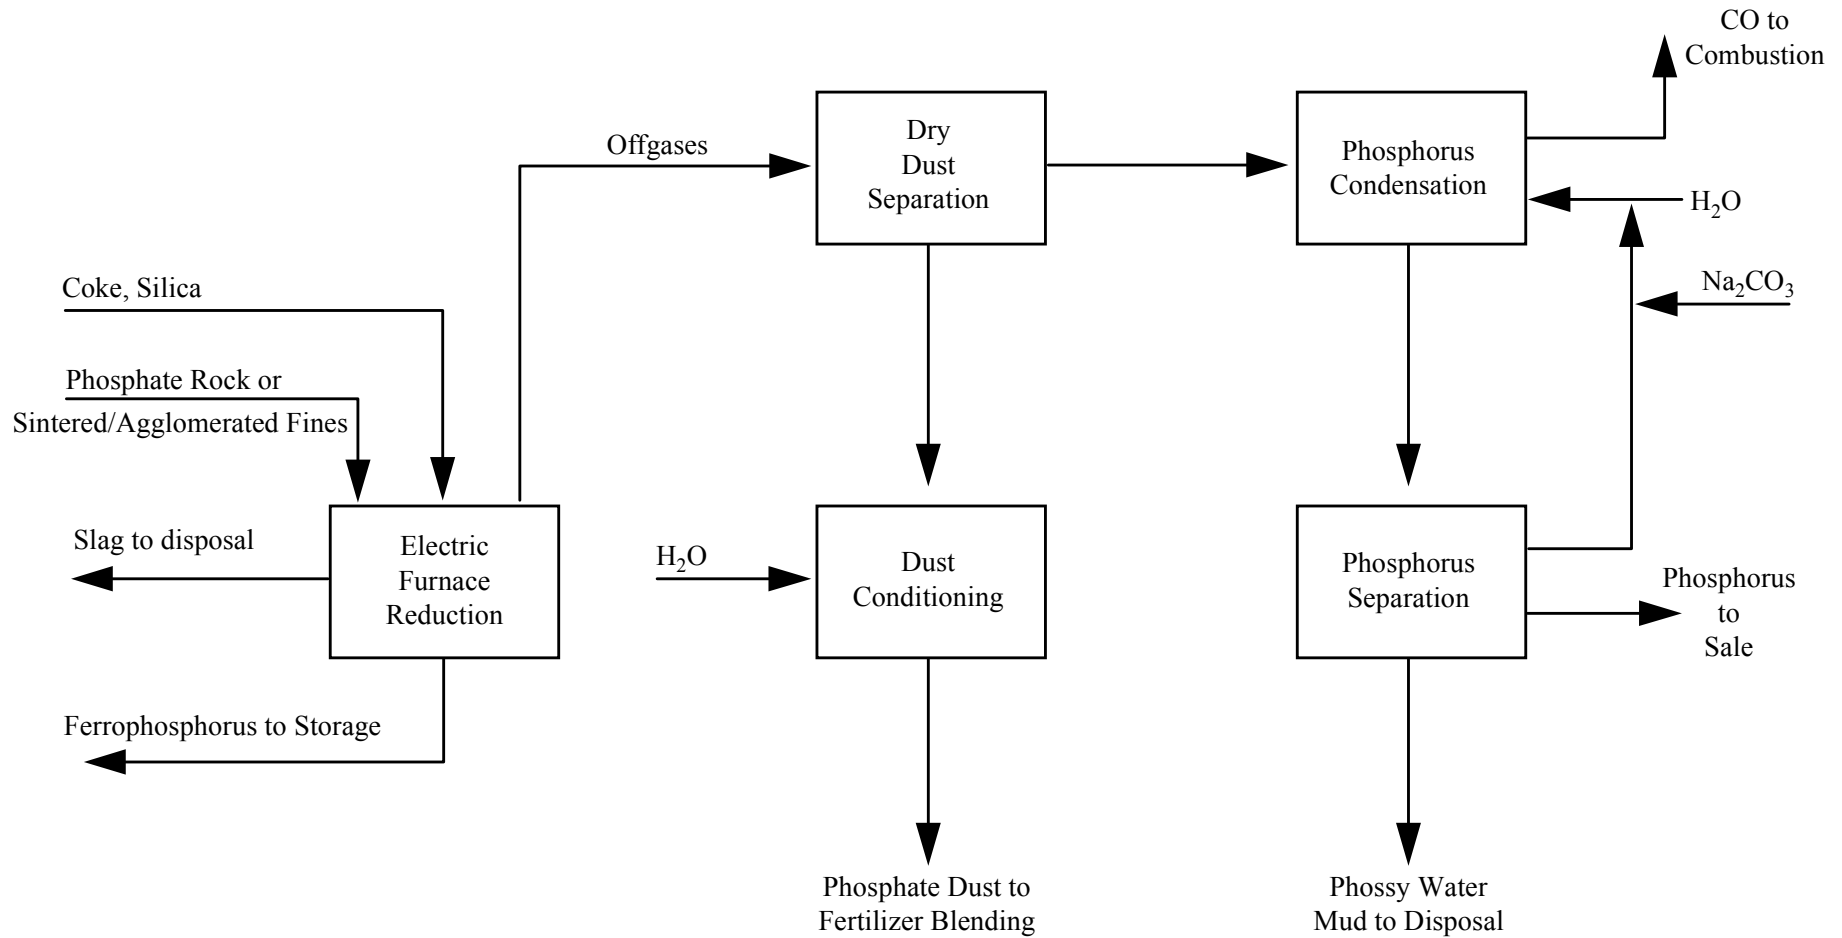 CO to
Combustion
Offgases
Dry
Dust
Separation
Phosphorus
Condensation
H₂O
Na₂CO₃
Coke, Silica
Phosphate Rock or
Sintered/Agglomerated Fines
Slag to disposal
Electric
Furnace
Reduction
Ferrophosphorus to Storage
H₂O
Dust
Conditioning
Phosphorus
Separation
Phosphorus
to
Sale
Phosphate Dust to
Fertilizer Blending
Phossy Water
Mud to Disposal